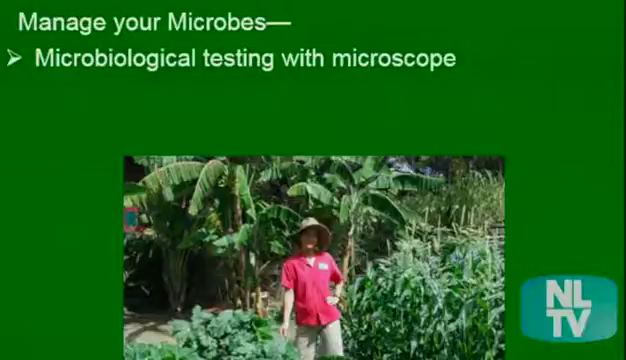 Manage your Microbes—
➢ Microbiological testing with microscope
NL
TV